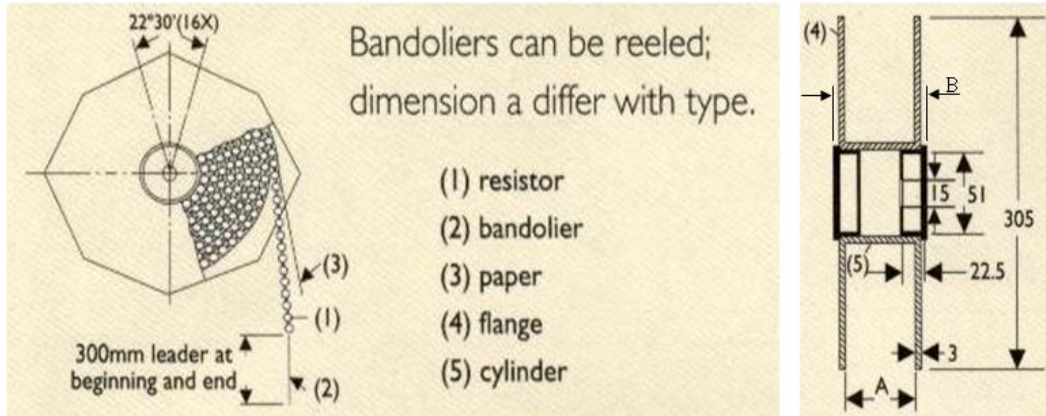 22°30'(16X)
Bandoliers can be reeled;
dimension a differ with type.
(1) resistor
(2) bandolier
(3) paper
(4) flange
(5) cylinder
(3)
(1)
300mm leader at
beginning and end
(2)
(4)
B
15
51
305
(5)
22.5
3
A